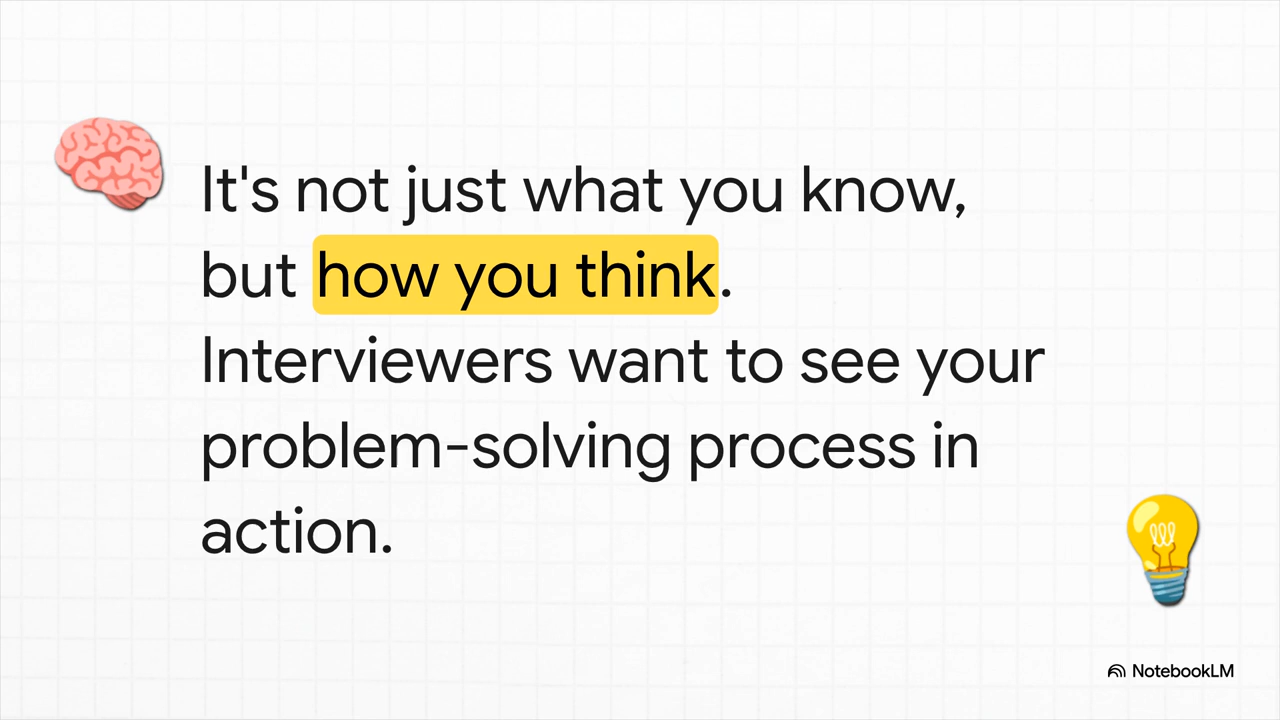 It's not just what you know,
but how you think.
Interviewers want to see your
problem-solving process in
action.
NotebookLM